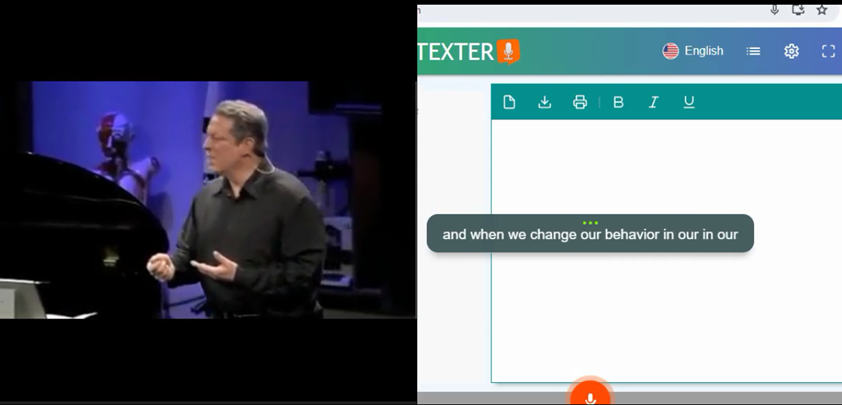 TEXTER
English
B I U
and when we change our behavior in our in our